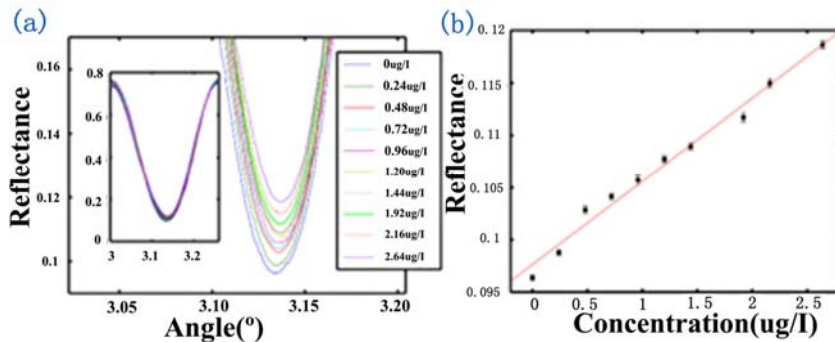 (a)
Reflectance
0.16
0.14
0.12
0.1
3.05
3.10
3.15
3.20
Angle(º)
0.8
0.6
0.4
0.2
0
3
3.1
3.2
0ug/I
0.24ug/I
0.48ug/I
0.72ug/I
0.96ug/I
1.20ug/I
1.44ug/I
1.92ug/I
2.16ug/I
2.64ug/I
(b)
Reflectance
0.12
0.115
0.11
0.105
0.1
0.095
0
0.5
1
1.5
2
2.5
Concentration(ug/I)